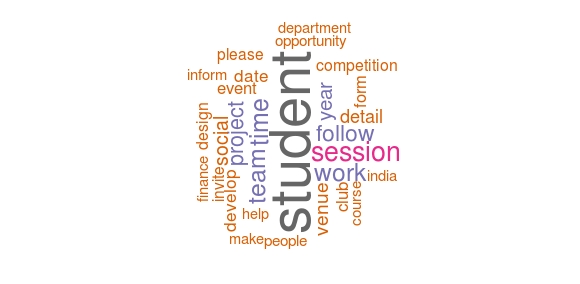 department
opportunity
please
competition
inform
date
event
form
year
detail
design
social
project
time
student
follow
session
team
work
india
finance
invite
develop
venue
club
course
help
make
people